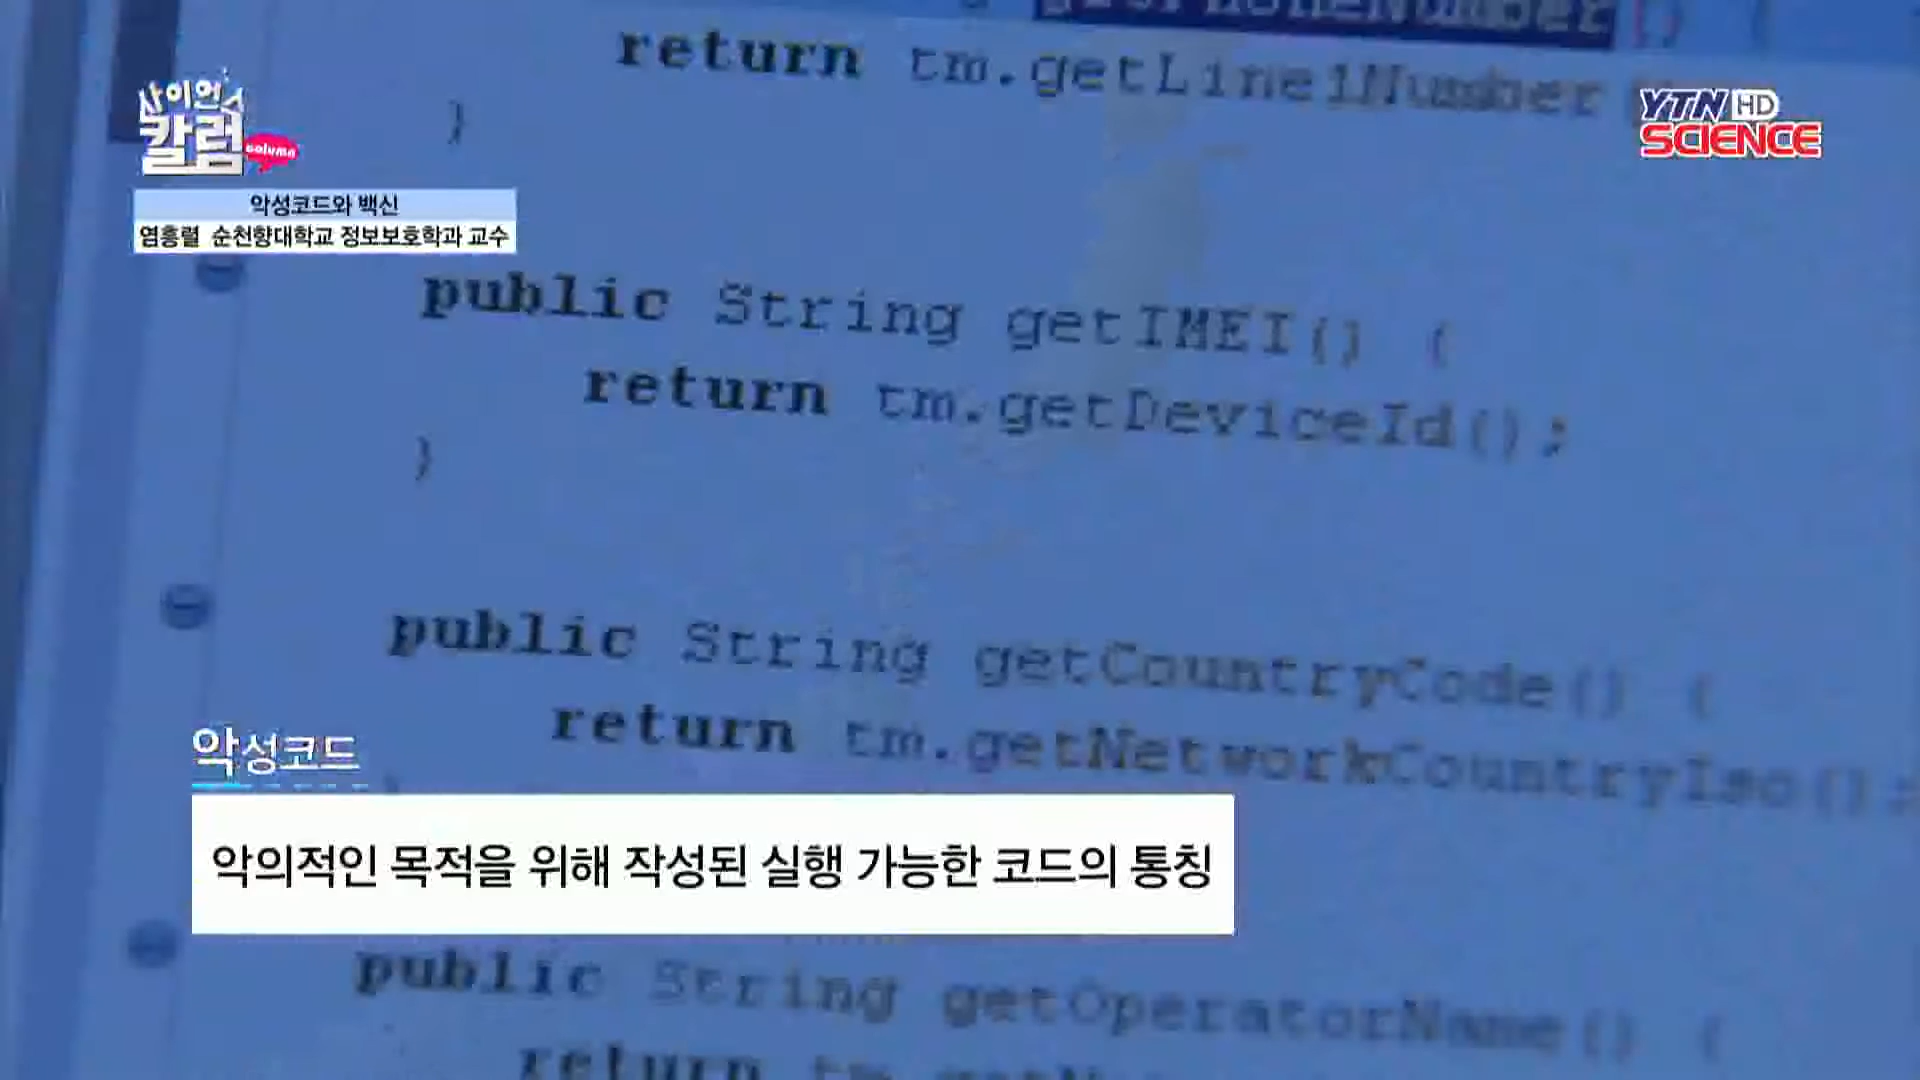 getPhoneNumber() {
return tm.getLine1Number
}
사이언스
칼럼
column
YTN HD
SCIENCE
악성코드와 백신
염흥렬 순천향대학교 정보보호학과 교수
public String getIMEI() {
return tm.getDeviceId();
}
public String getCountryCode() {
return tm.getNetworkCountryIso();
}
악성코드
악의적인 목적을 위해 작성된 실행 가능한 코드의 통칭
public String getOperatorName() {
return